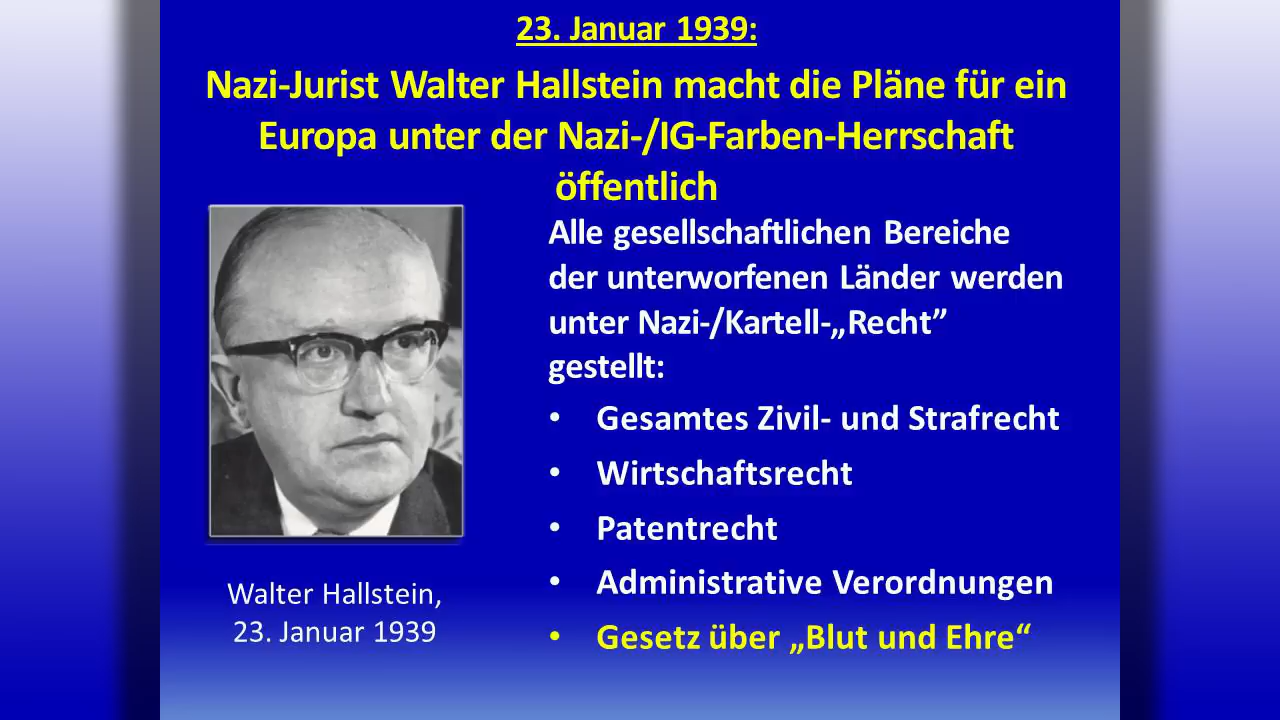 23. Januar 1939:
Nazi-Jurist Walter Hallstein macht die Pläne für ein
Europa unter der Nazi-/IG-Farben-Herrschaft
öffentlich
Alle gesellschaftlichen Bereiche
der unterworfenen Länder werden
unter Nazi-/Kartell-„Recht”
gestellt:
• Gesamtes Zivil- und Strafrecht
• Wirtschaftsrecht
• Patentrecht
• Administrative Verordnungen
• Gesetz über „Blut und Ehre“
Walter Hallstein,
23. Januar 1939